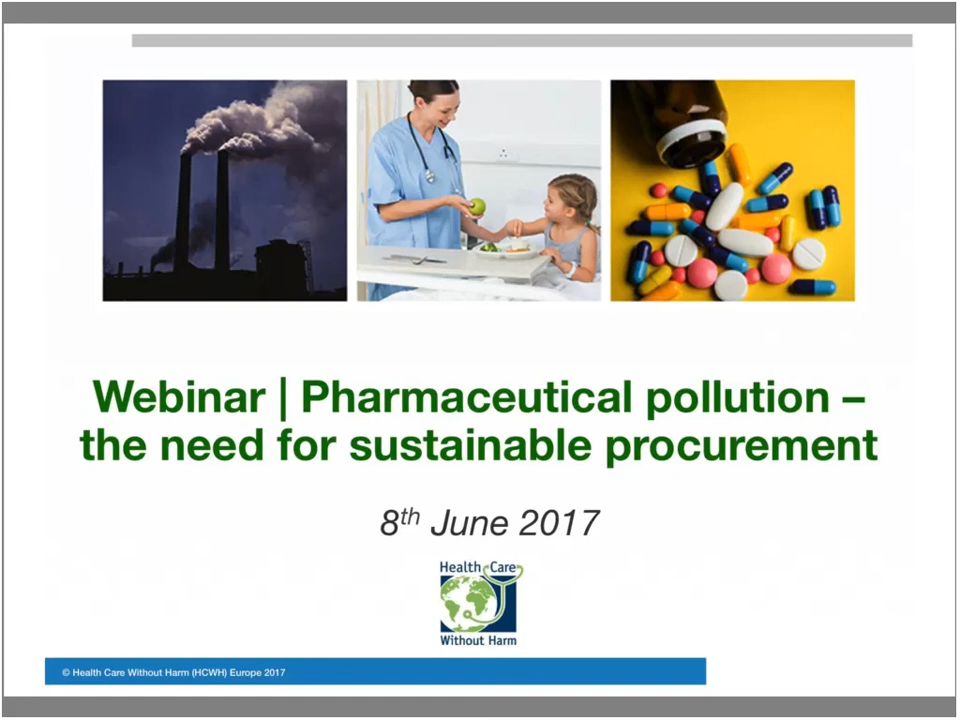 Webinar | Pharmaceutical pollution –
the need for sustainable procurement
8th June 2017
Health Care
Without Harm
© Health Care Without Harm (HCWH) Europe 2017